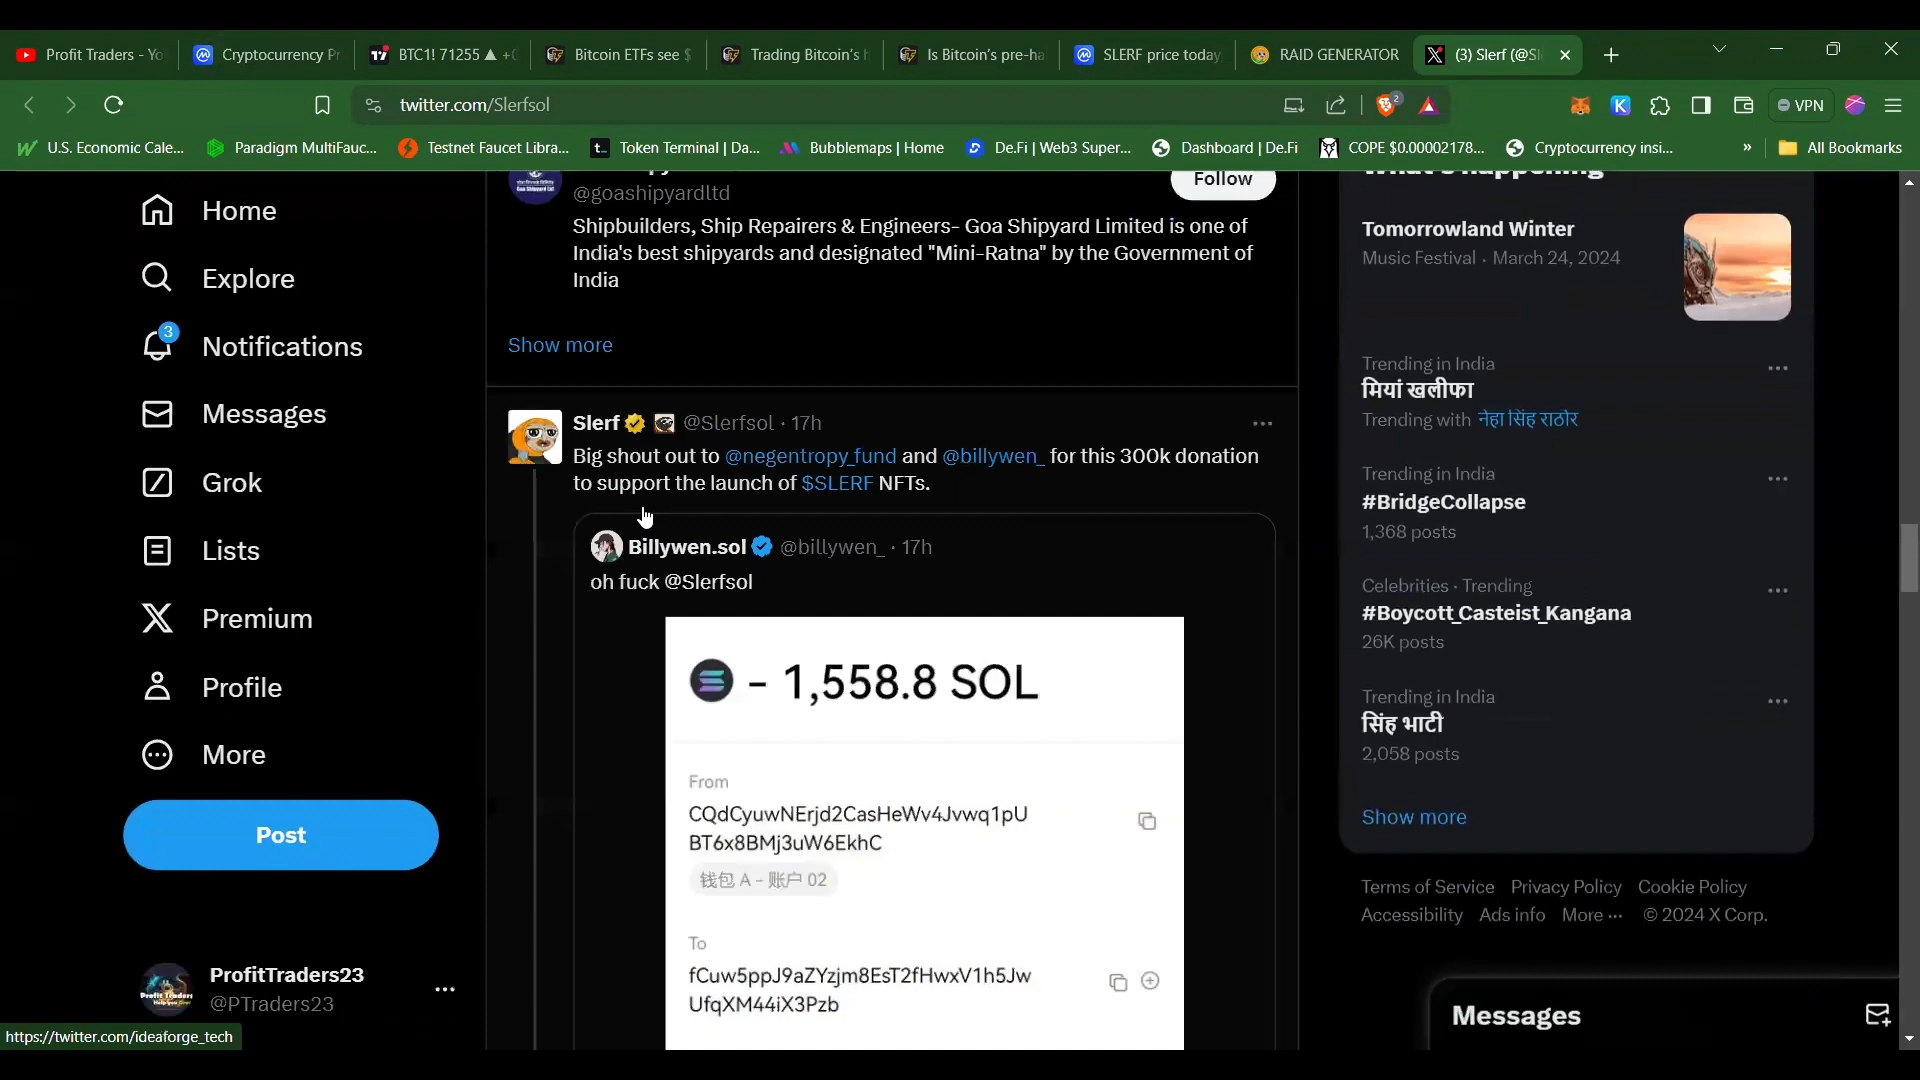 Profit Traders - Yo
Cryptocurrency Pr
BTC1! 71255 ▲ +0
Bitcoin ETFs see $
Trading Bitcoin's h
Is Bitcoin's pre-ha
SLERF price today
RAID GENERATOR
(3) Slerf (@Sl
twitter.com/Slerfsol
2
VPN
U.S. Economic Cale...
Paradigm MultiFauc...
Testnet Faucet Libra...
Token Terminal | Da...
Bubblemaps | Home
De.Fi | Web3 Super...
Dashboard | De.Fi
COPE $0.00002178...
Cryptocurrency insi...
»
All Bookmarks
Home
Explore
3
Notifications
Messages
Grok
Lists
Premium
Profile
More
Post
ProfitTraders23
@PTraders23
https://twitter.com/ideaforge_tech
@goashipyardltd
Follow
Shipbuilders, Ship Repairers & Engineers- Goa Shipyard Limited is one of
India's best shipyards and designated "Mini-Ratna" by the Government of
India
Show more
Slerf @Slerfsol · 17h
Big shout out to @negentropy_fund and @billywen_ for this 300k donation
to support the launch of $SLERF NFTs.
Billywen.sol @billywen_ · 17h
oh fuck @Slerfsol
- 1,558.8 SOL
From
CQdCyuwNErjd2CasHeWv4Jvwq1pU
BT6x8BMj3uW6EkhC
钱包 A - 账户 02
To
fCuw5ppJ9aZYzjm8EsT2fHwxV1h5Jw
UfqXM44iX3Pzb
What's happening
Tomorrowland Winter
Music Festival · March 24, 2024
Trending in India
मियां खलीफा
Trending with नेहा सिंह राठोर
Trending in India
#BridgeCollapse
1,368 posts
Celebrities · Trending
#Boycott_Casteist_Kangana
26K posts
Trending in India
सिंह भाटी
2,058 posts
Show more
Terms of Service Privacy Policy Cookie Policy
Accessibility Ads info More ··· © 2024 X Corp.
Messages